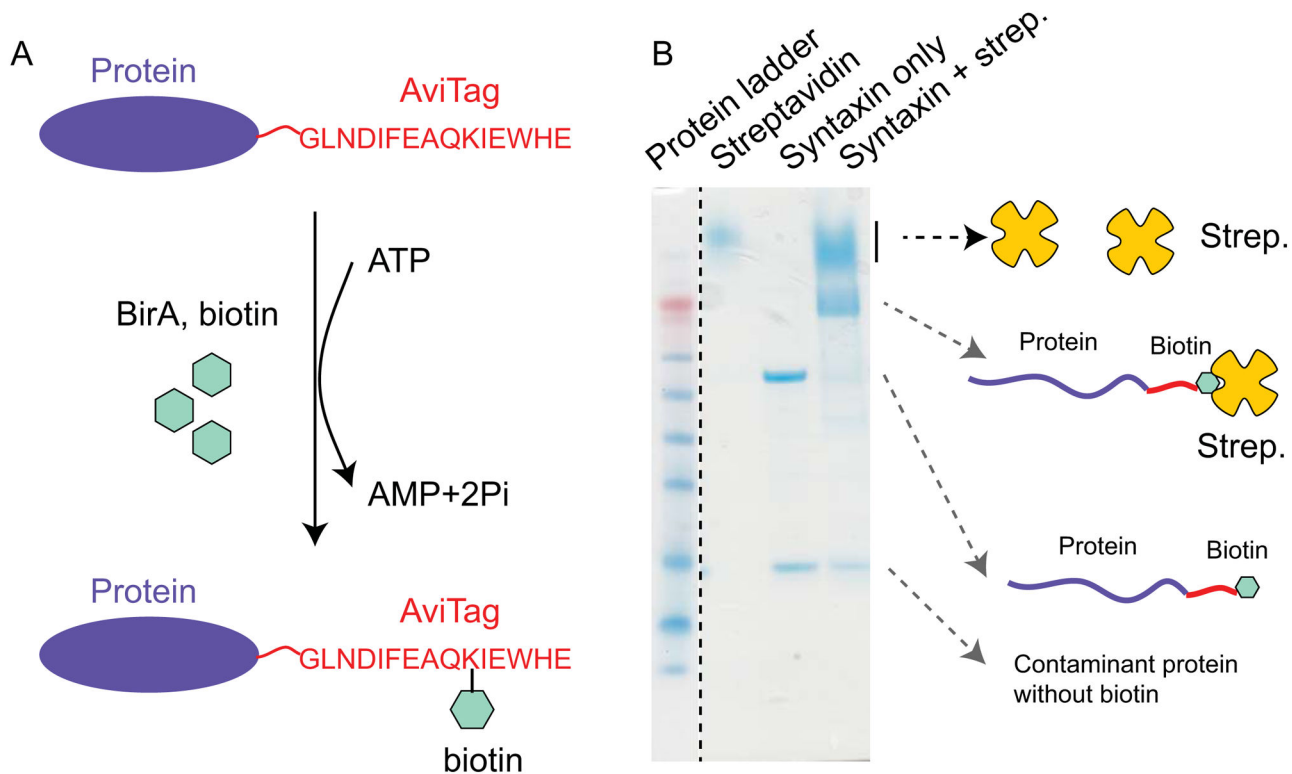 A
Protein
AviTag
GLNDIFEAQKIEWHE
ATP
BirA, biotin
AMP+2Pi
Protein
AviTag
GLNDIFEAQKIEWHE
biotin
B
Protein ladder
Streptavidin
Syntaxin only
Syntaxin + strep.
Strep.
Protein
Biotin
Strep.
Protein
Biotin
Contaminant protein
without biotin